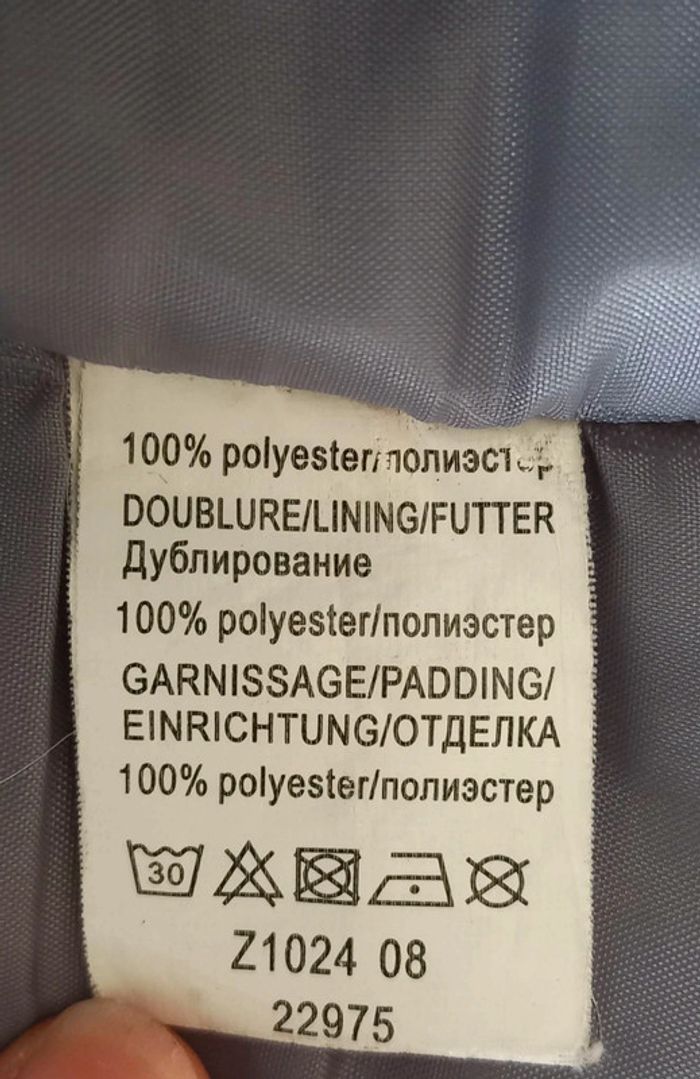 100% polyester/полиэстер
DOUBLURE/LINING/FUTTER
Дублирование
100% polyester/полиэстер
GARNISSAGE/PADDING/
EINRICHTUNG/ОТДЕЛКА
100% polyester/полиэстер
30
Z1024 08
22975